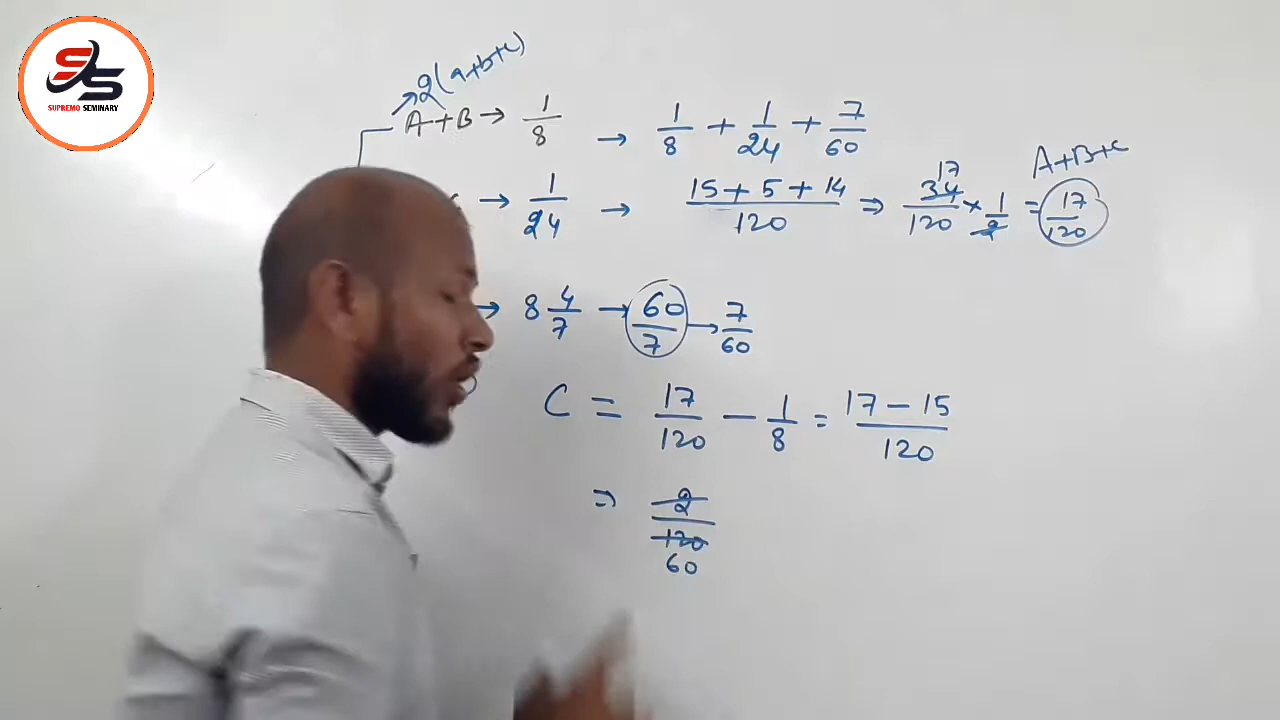 SS
SUPREMO SEMINARY
2(a+b+c)
A+B → 1/8 → 1/8 + 1/24 + 7/60
A+B+C
→ 1/24 → (15+5+14)/120 ⇒ 34/120 × 1/2 = 17/120
17
→ 8 4/7 → 60/7 → 7/60
C = 17/120 - 1/8 = (17-15)/120
⇒ 2/120
60